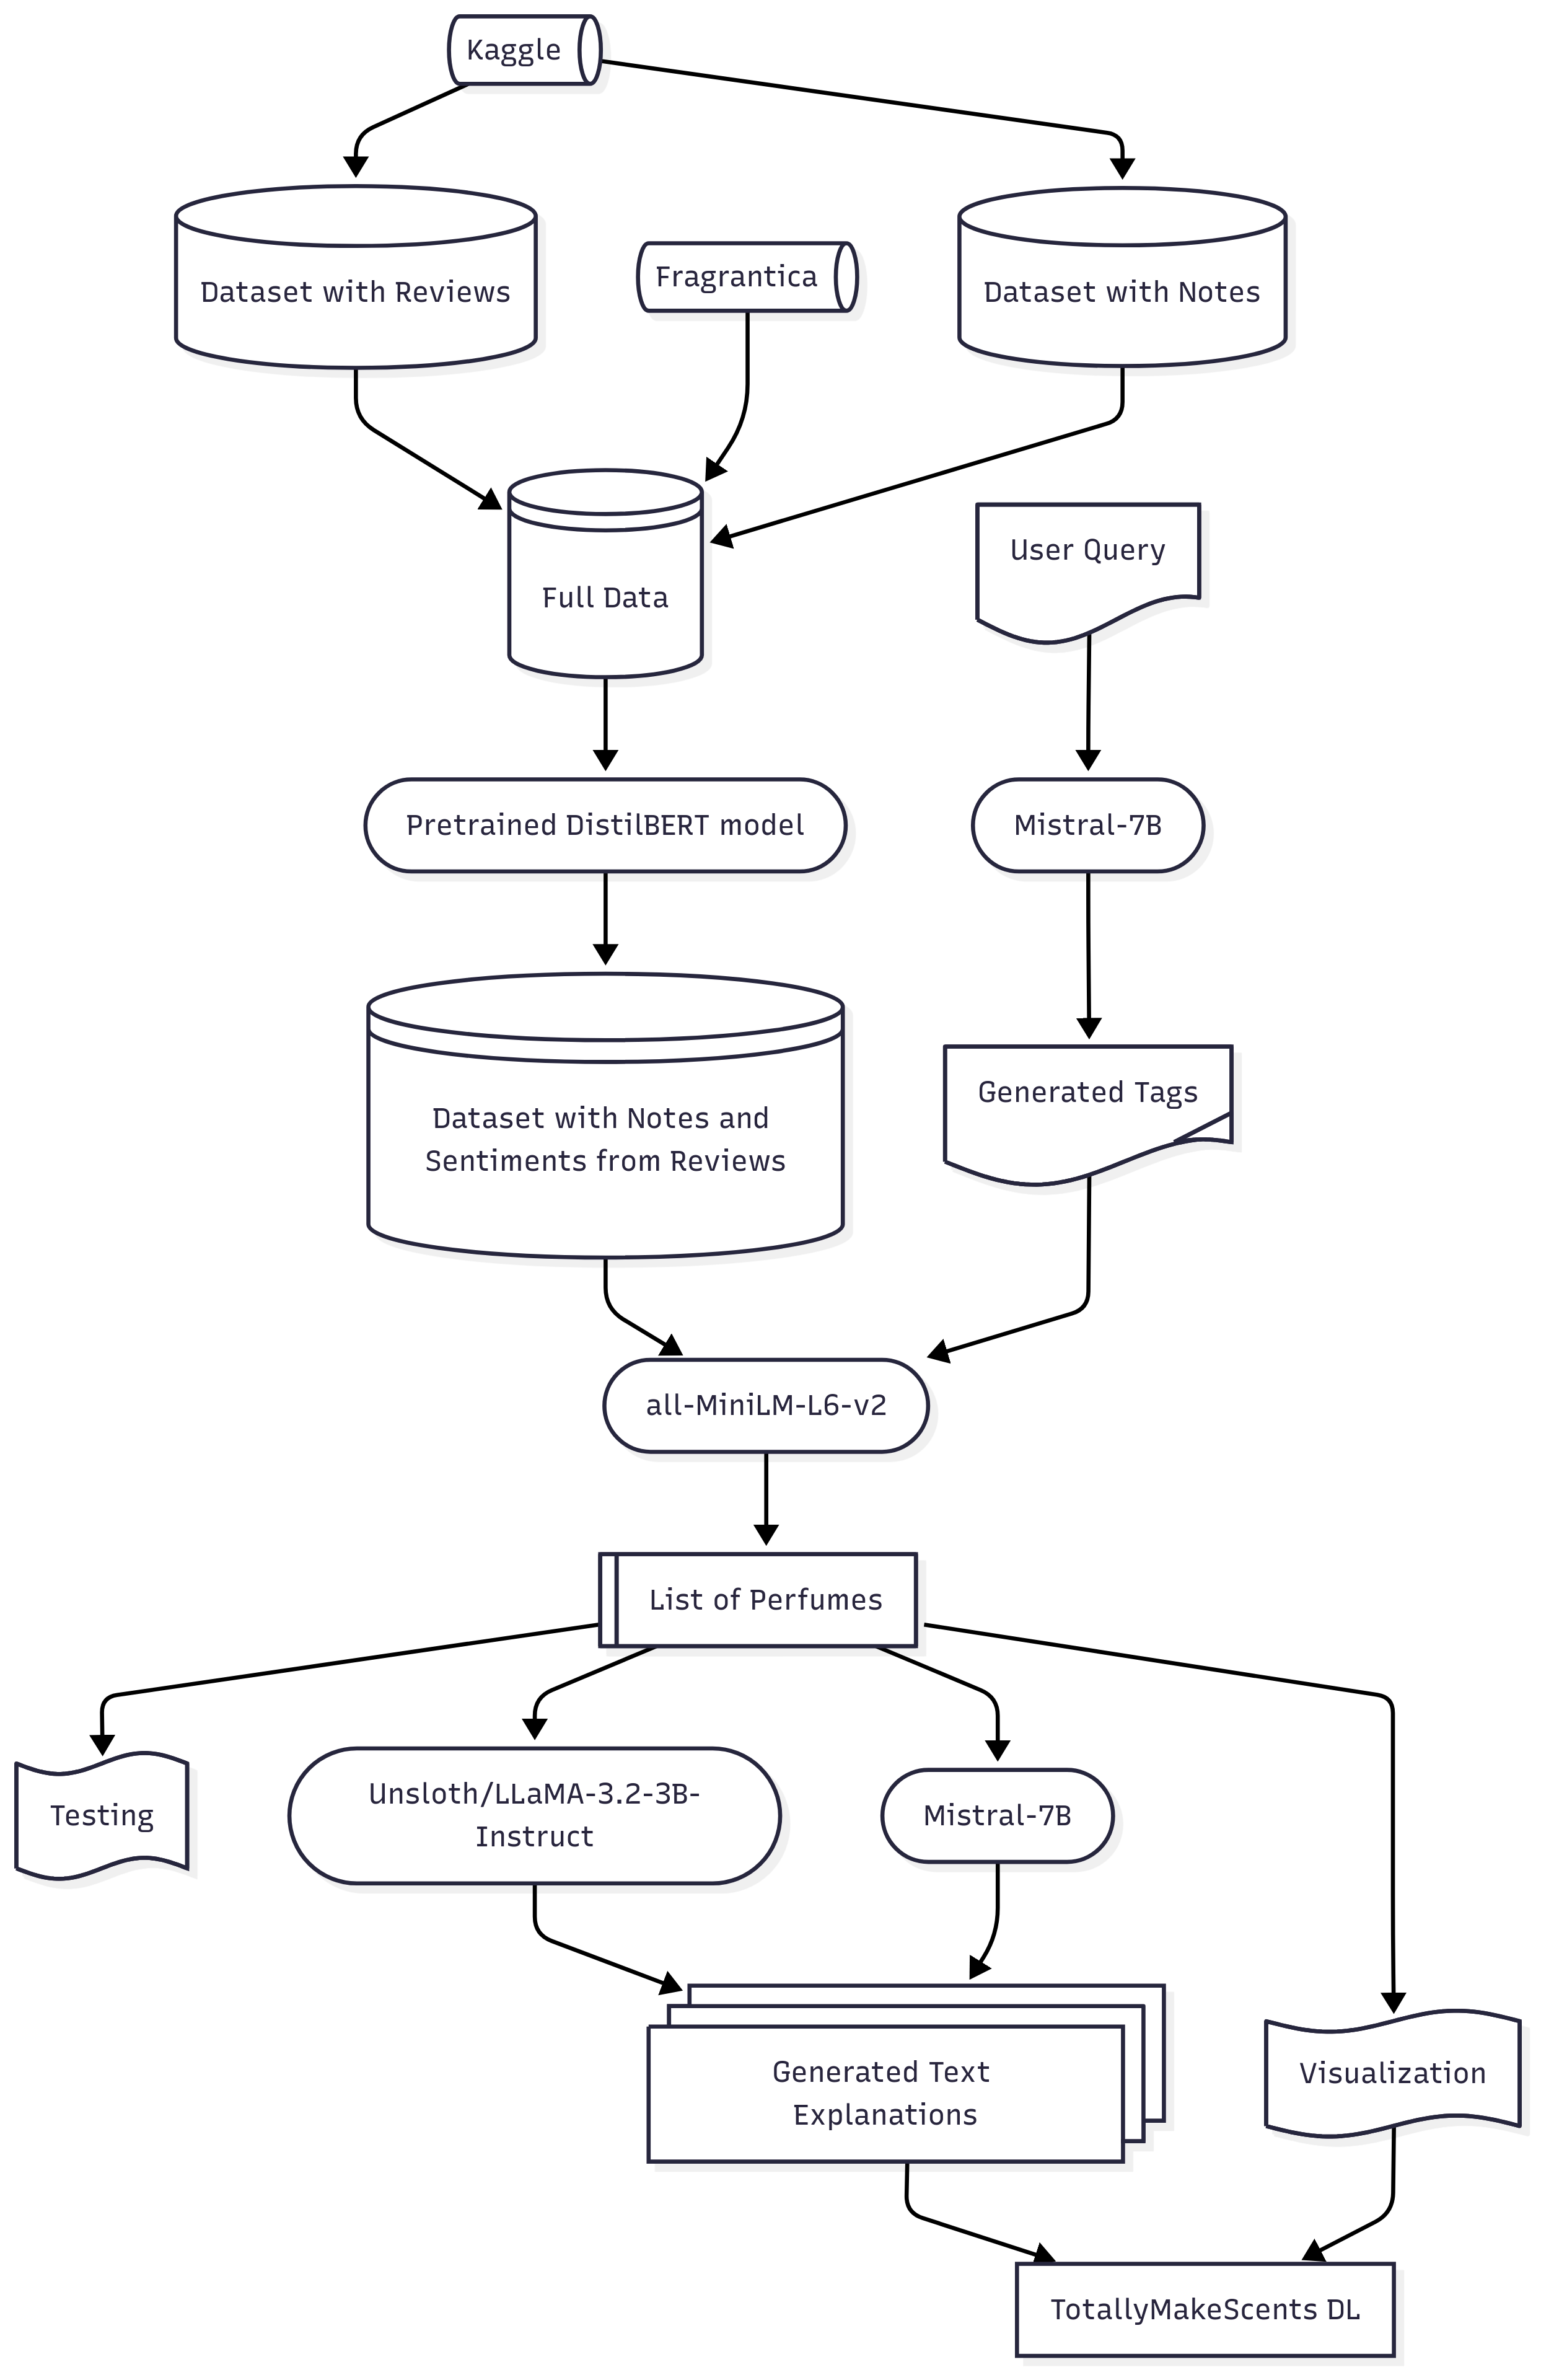 Kaggle
Dataset with Reviews
Fragrantica
Dataset with Notes
Full Data
User Query
Pretrained DistilBERT model
Mistral-7B
Dataset with Notes and
Sentiments from Reviews
Generated Tags
all-MiniLM-L6-v2
List of Perfumes
Testing
Unsloth/LLaMA-3.2-3B-
Instruct
Mistral-7B
Generated Text
Explanations
Visualization
TotallyMakeScents DL